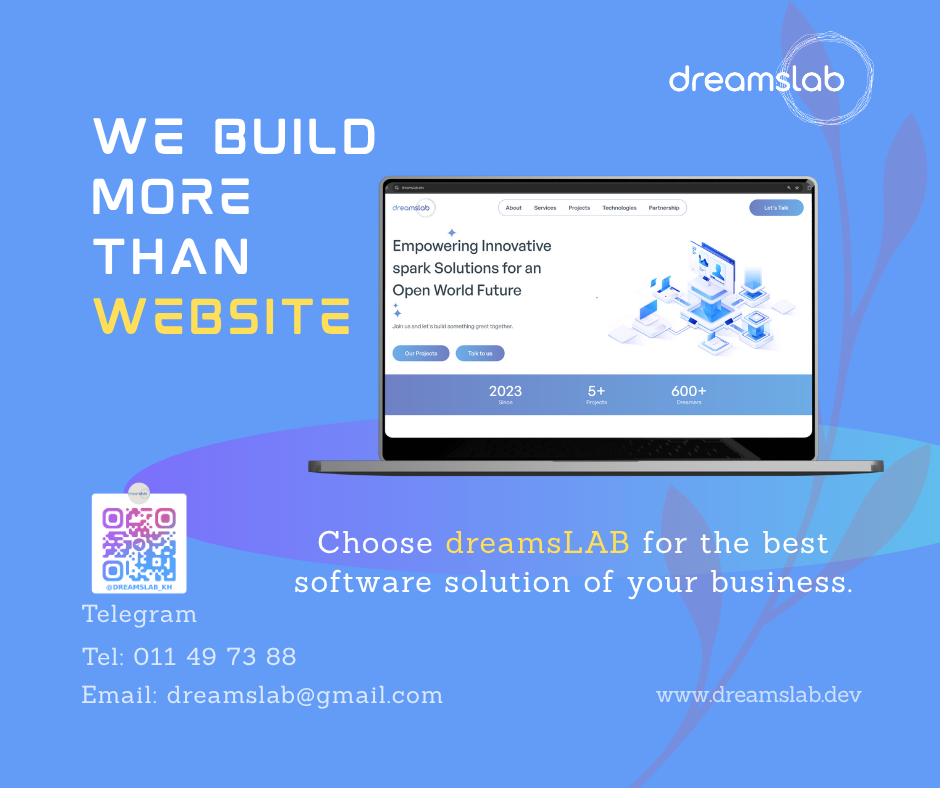 dreamslab
WE BUILD
MORE
THAN
WEBSITE
dreamslab.dev
dreamslab
About Services Projects Technologies Partnership
Let's Talk
Empowering Innovative
spark Solutions for an
Open World Future
Join us and let's build something great together.
Our Projects Talk to us
2023 5+ 600+
Since Projects Dreamers
@DREAMSLAB_KH
Choose dreamsLAB for the best
software solution of your business.
Telegram
Tel: 011 49 73 88
Email: dreamslab@gmail.com
www.dreamslab.dev